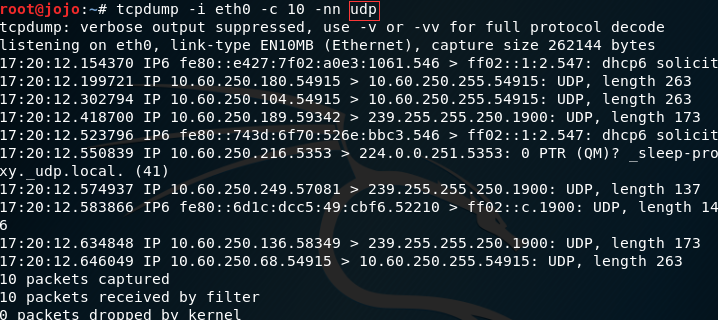 root@jojo:~# tcpdump -i eth0 -c 10 -nn udp
tcpdump: verbose output suppressed, use -v or -vv for full protocol decode
listening on eth0, link-type EN10MB (Ethernet), capture size 262144 bytes
17:20:12.154370 IP6 fe80::e427:7f02:a0e3:1061.546 > ff02::1:2.547: dhcp6 solicit
17:20:12.199721 IP 10.60.250.180.54915 > 10.60.250.255.54915: UDP, length 263
17:20:12.302794 IP 10.60.250.104.54915 > 10.60.250.255.54915: UDP, length 263
17:20:12.418700 IP 10.60.250.189.59342 > 239.255.255.250.1900: UDP, length 173
17:20:12.523796 IP6 fe80::743d:6f70:526e:bbc3.546 > ff02::1:2.547: dhcp6 solicit
17:20:12.550839 IP 10.60.250.216.5353 > 224.0.0.251.5353: 0 PTR (QM)? _sleep-pro
xy._udp.local. (41)
17:20:12.574937 IP 10.60.250.249.57081 > 239.255.255.250.1900: UDP, length 137
17:20:12.583866 IP6 fe80::6d1c:dcc5:49:cbf6.52210 > ff02::c.1900: UDP, length 14
6
17:20:12.634848 IP 10.60.250.136.58349 > 239.255.255.250.1900: UDP, length 173
17:20:12.646049 IP 10.60.250.68.54915 > 10.60.250.255.54915: UDP, length 263
10 packets captured
10 packets received by filter
0 packets dropped by kernel